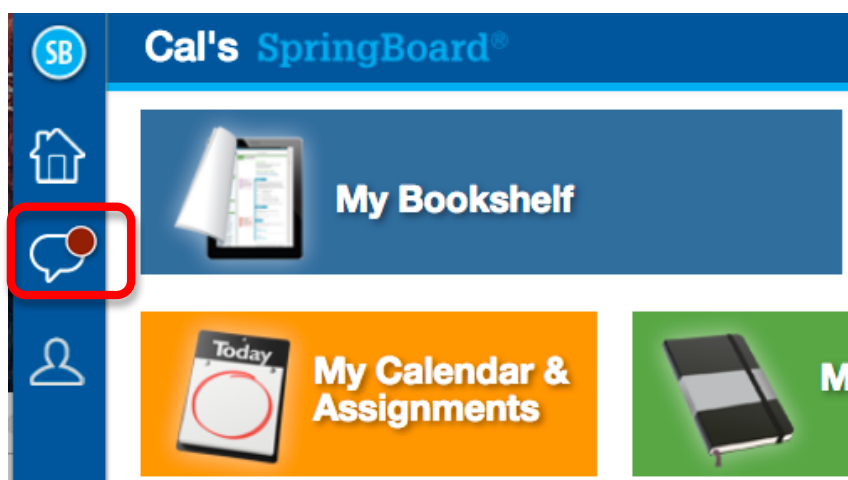 SB
Cal's SpringBoard®
My Bookshelf
Today
My Calendar &
Assignments
M